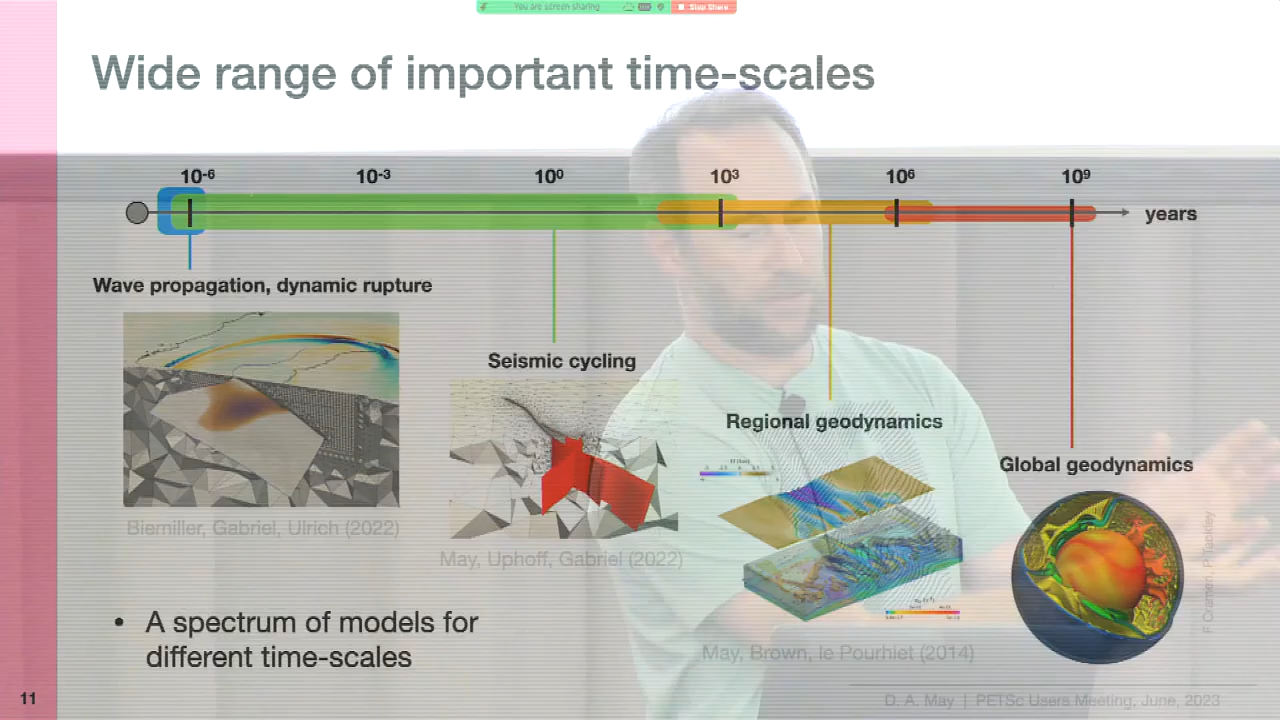 You are screen sharing
Stop Share
Wide range of important time-scales
10-6
10-3
100
103
106
109
years
Wave propagation, dynamic rupture
Seismic cycling
Regional geodynamics
Global geodynamics
Biemiller, Gabriel, Ulrich (2022)
May, Uphoff, Gabriel (2022)
May, Brown, le Pourhiet (2014)
F Crameri, P Tackley
• A spectrum of models for
different time-scales
11
D. A. May | PETSc Users Meeting, June, 2023